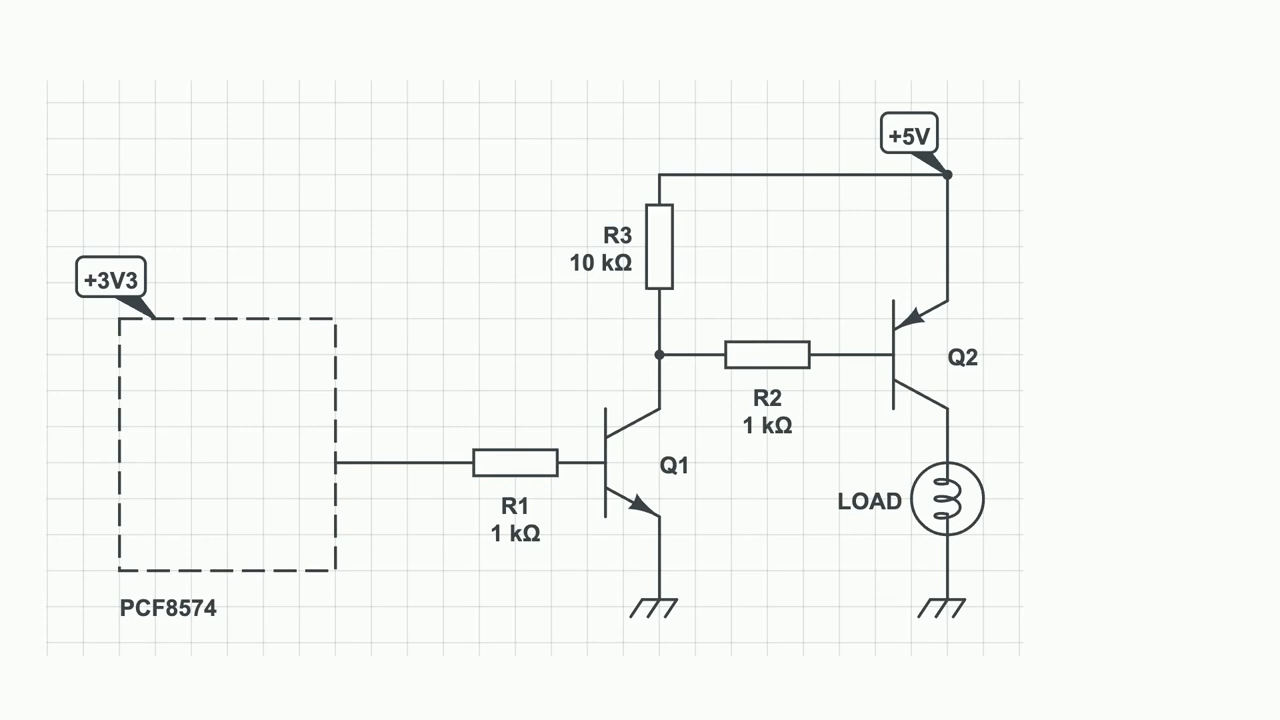 +5V
R3
10 kΩ
+3V3
Q2
R2
1 kΩ
Q1
LOAD
R1
1 kΩ
PCF8574